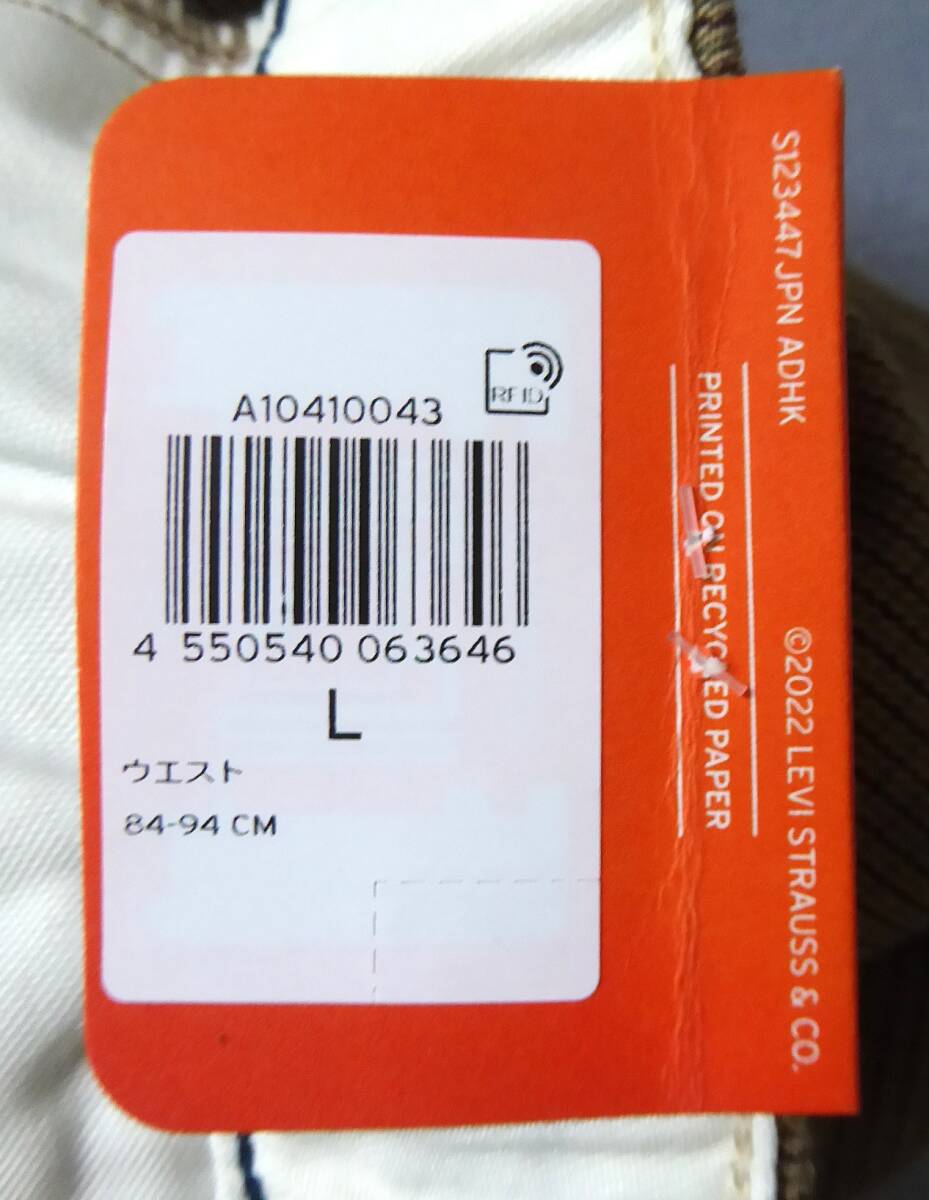 RFID
A10410043
4 550540 063646
L
ウエスト
84-94 CM
PRINTED ON RECYCLED PAPER
S123447JPN ADHK
©2022 LEVI STRAUSS & CO.